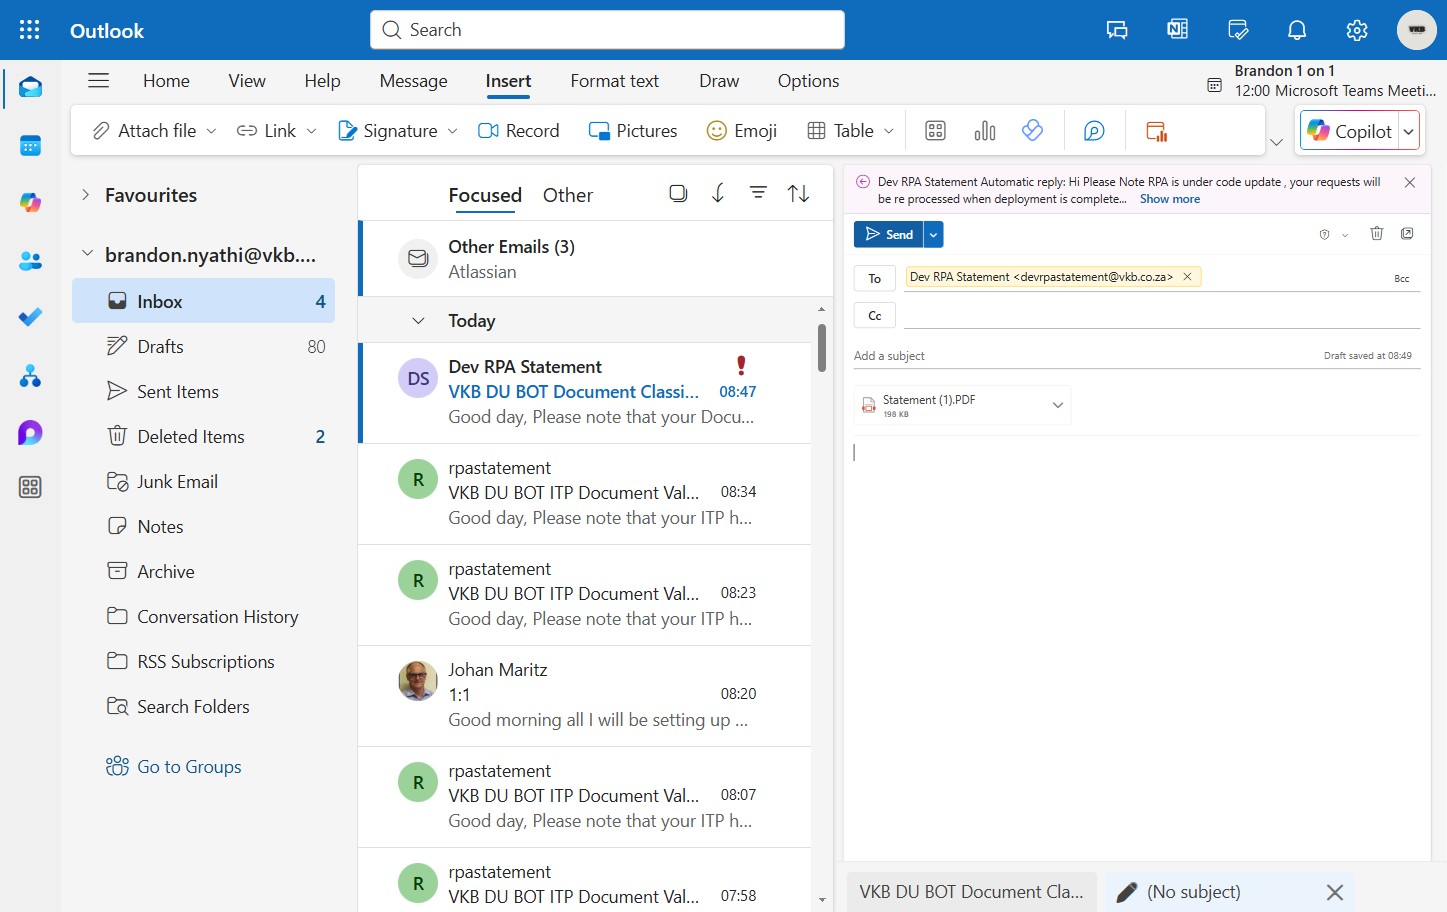 Outlook
Search
Home
View
Help
Message
Insert
Format text
Draw
Options
Brandon 1 on 1
12:00 Microsoft Teams Meeti...
Attach file
Link
Signature
Record
Pictures
Emoji
Table
Copilot
Favourites
brandon.nyathi@vkb....
Inbox 4
Drafts 80
Sent Items
Deleted Items 2
Junk Email
Notes
Archive
Conversation History
RSS Subscriptions
Search Folders
Go to Groups
Focused
Other
Other Emails (3)
Atlassian
Today
DS
Dev RPA Statement
VKB DU BOT Document Classi... 08:47
Good day, Please note that your Docu...
R
rpastatement
VKB DU BOT ITP Document Val... 08:34
Good day, Please note that your ITP h...
R
rpastatement
VKB DU BOT ITP Document Val... 08:23
Good day, Please note that your ITP h...
Johan Maritz
1:1 08:20
Good morning all I will be setting up ...
R
rpastatement
VKB DU BOT ITP Document Val... 08:07
Good day, Please note that your ITP h...
R
rpastatement
VKB DU BOT ITP Document Val... 07:58
Dev RPA Statement Automatic reply: Hi Please Note RPA is under code update , your requests will
be re processed when deployment is complete... Show more
Send
To
Dev RPA Statement <devrpastatement@vkb.co.za>
Bcc
Cc
Add a subject
Draft saved at 08:49
Statement (1).PDF
198 KB
VKB DU BOT Document Cla...
(No subject)
VKB